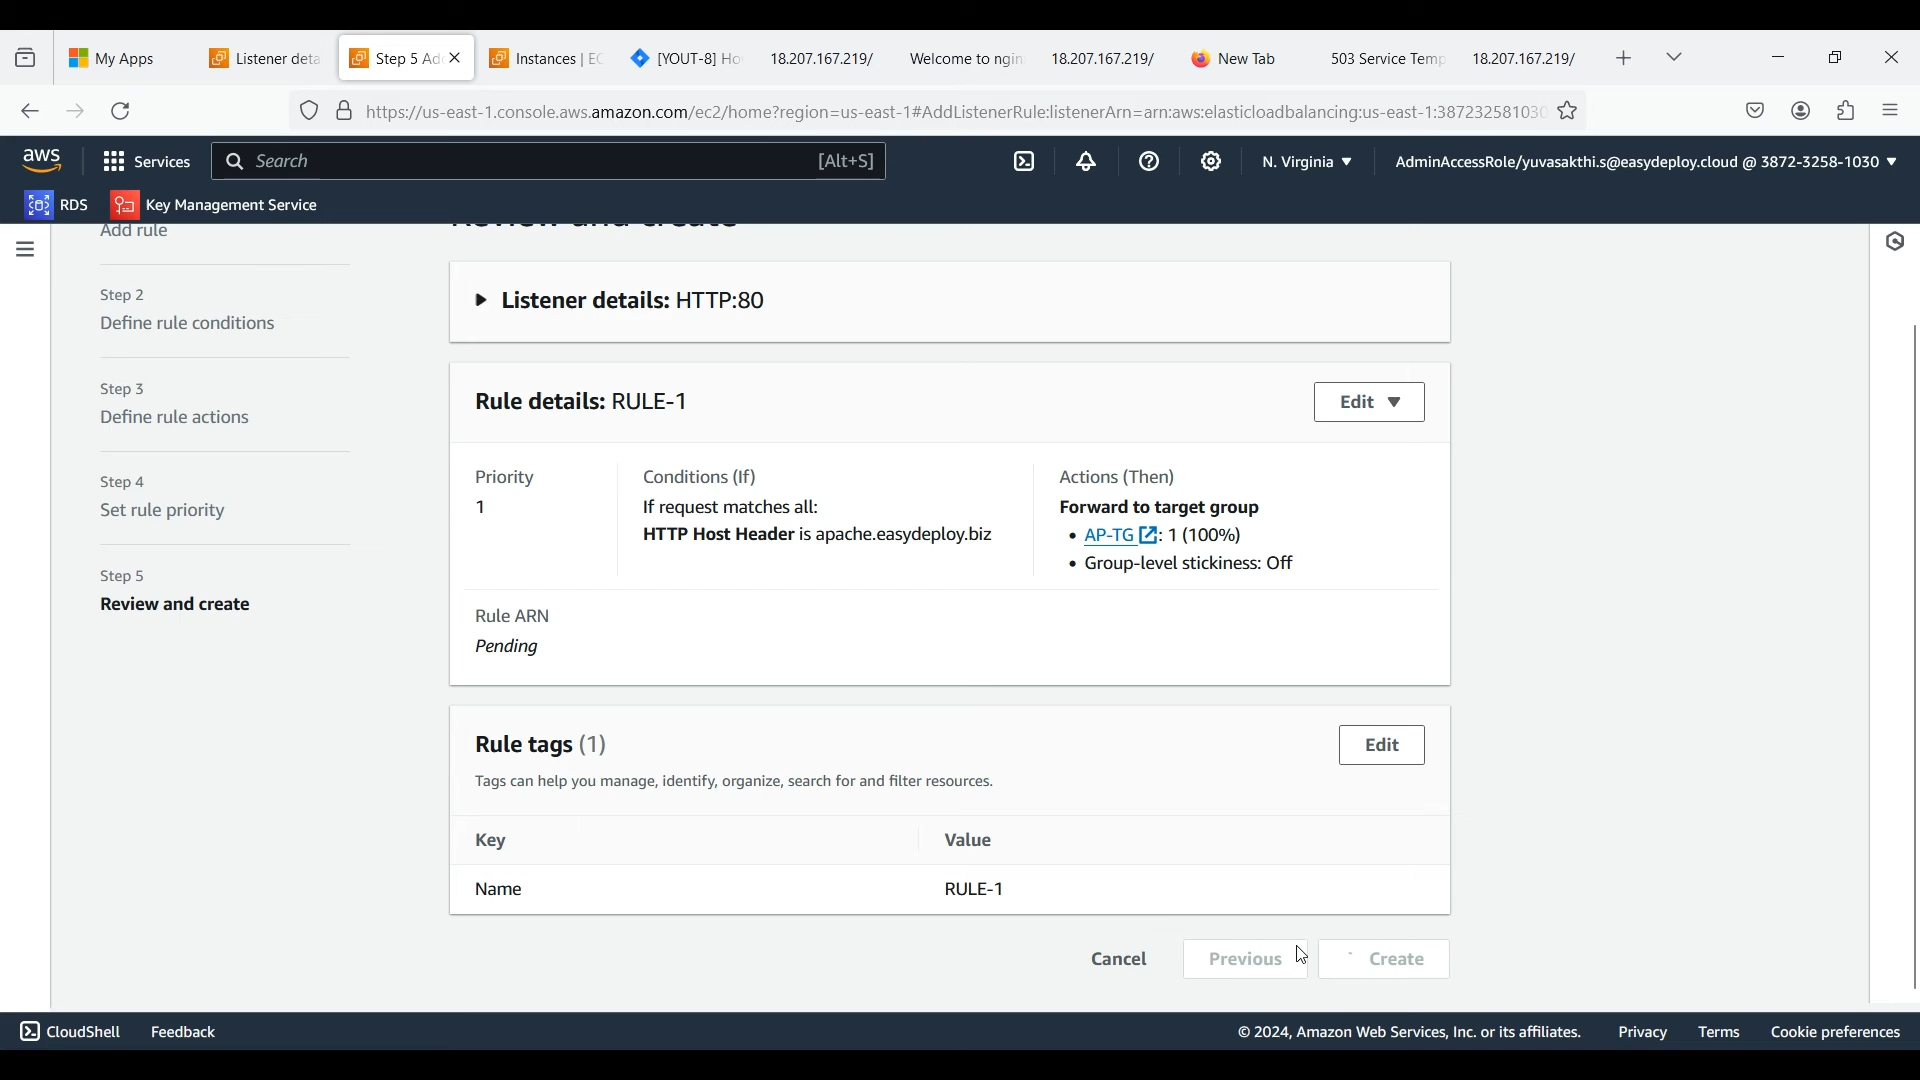 My Apps
Listener deta
Step 5 Ad
Instances | EC
[YOUT-8] Ho
18.207.167.219/
Welcome to ngin
18.207.167.219/
New Tab
503 Service Temp
18.207.167.219/
https://us-east-1.console.aws.amazon.com/ec2/home?region=us-east-1#AddListenerRule:listenerArn=arn:aws:elasticloadbalancing:us-east-1:387232581030
aws
Services
Search
[Alt+S]
N. Virginia
AdminAccessRole/yuvasakthi.s@easydeploy.cloud @ 3872-3258-1030
RDS
Key Management Service
Add rule
Step 2
Define rule conditions
Step 3
Define rule actions
Step 4
Set rule priority
Step 5
Review and create
Review and create
Listener details: HTTP:80
Rule details: RULE-1
Edit
Priority
1
Conditions (If)
If request matches all:
HTTP Host Header is apache.easydeploy.biz
Actions (Then)
Forward to target group
• AP-TG : 1 (100%)
• Group-level stickiness: Off
Rule ARN
Pending
Rule tags (1)
Edit
Tags can help you manage, identify, organize, search for and filter resources.
Key
Value
Name
RULE-1
Cancel
Previous
Create
CloudShell
Feedback
© 2024, Amazon Web Services, Inc. or its affiliates.
Privacy
Terms
Cookie preferences